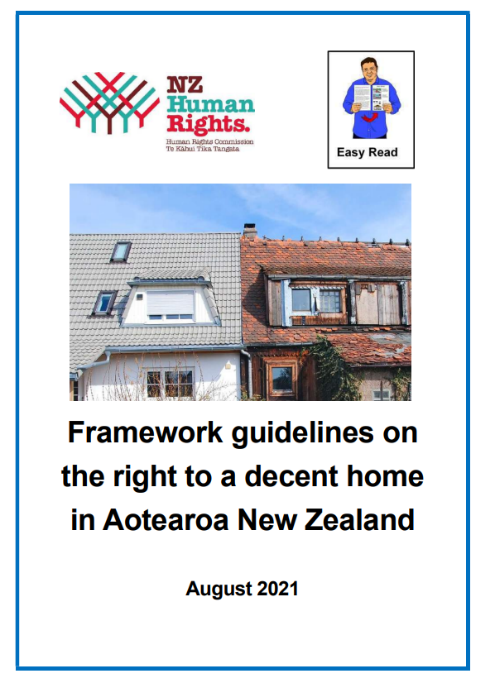 NZ
Human
Rights.
Human Rights Commission
Te Kāhui Tika Tangata
Easy Read
Framework guidelines on
the right to a decent home
in Aotearoa New Zealand
August 2021